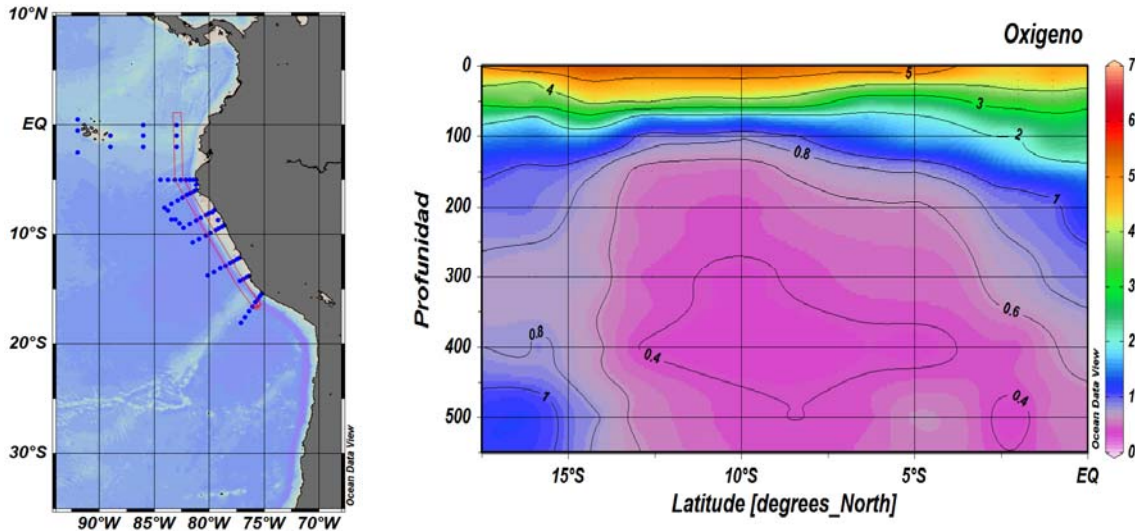 10°N
EQ
10°S
20°S
30°S
90°W 85°W 80°W 75°W 70°W
Ocean Data View
Oxigeno
Profunidad
0
100
200
300
400
500
15°S 10°S 5°S EQ
Latitude [degrees_North]
5
4
3
2
0.8
1
0.6
0.8
0.4
0.4
1
Ocean Data View
7
6
5
4
3
2
1
0